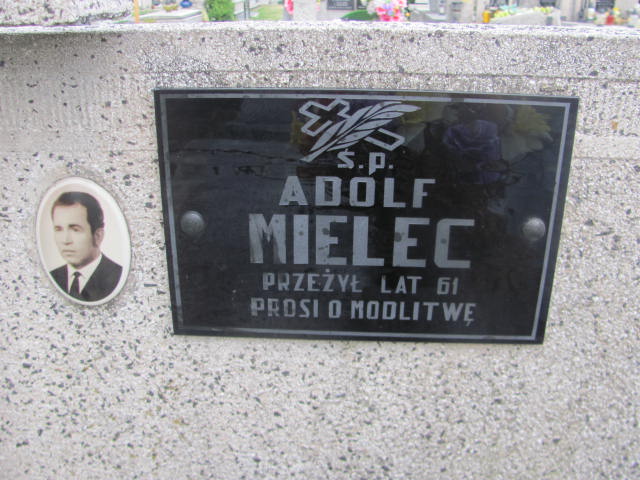 Ś.P.
ADOLF
MIELEC
PRZEŻYŁ LAT 61
PROSI O MODLITWĘ